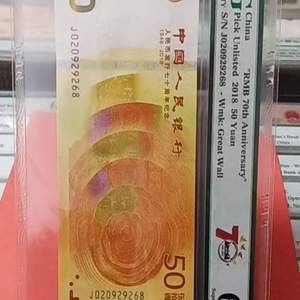 China
"RMB 70th Anniversary"
Pick Unlisted 2018 50 Yuan
S/N J020929268 - Wmk: Great Wall
中国人民银行
人民币发行七十周年纪念
J020929268
50
J020929268
7